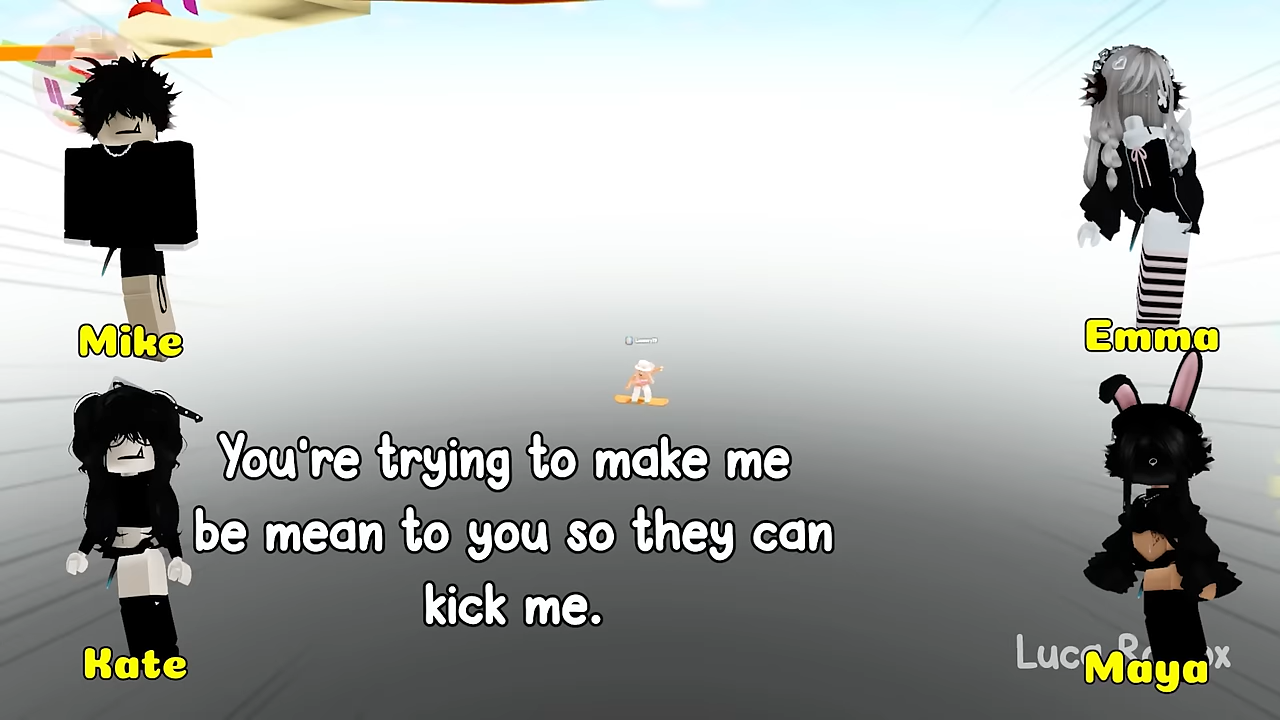 Mike
Emma
You're trying to make me
be mean to you so they can
kick me.
Kate
Maya